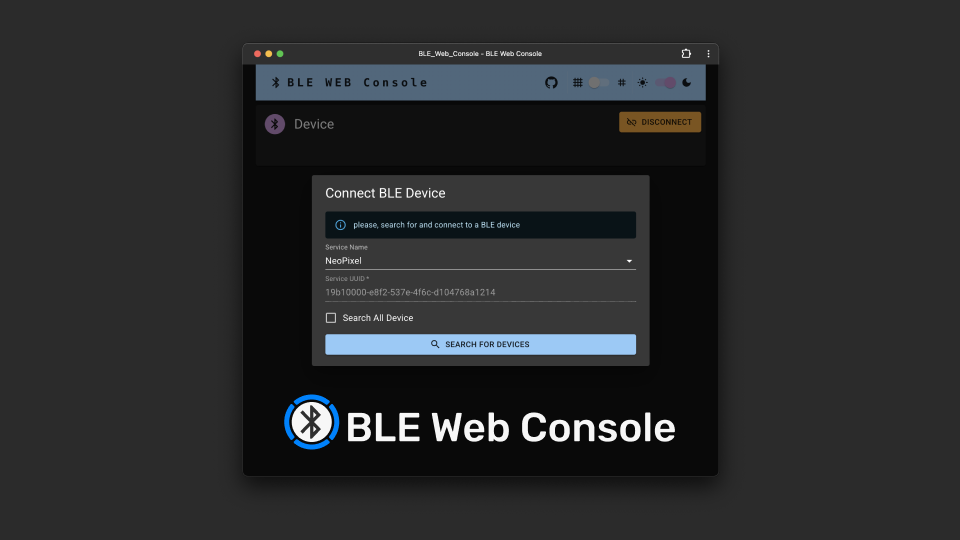 BLE_Web_Console - BLE Web Console
BLE WEB Console
Device
DISCONNECT
Connect BLE Device
please, search for and connect to a BLE device
Service Name
NeoPixel
Service UUID *
19b10000-e8f2-537e-4f6c-d104768a1214
Search All Device
SEARCH FOR DEVICES
BLE Web Console